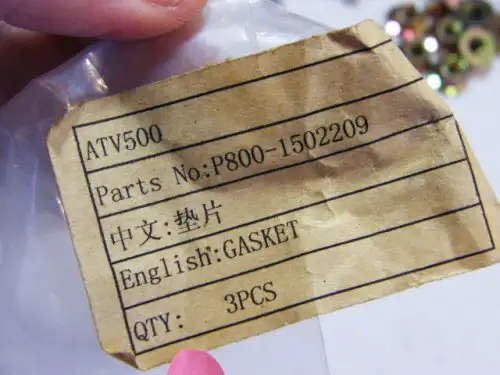 ATV500
Parts No:P800-1502209
中文:垫片
English:GASKET
QTY: 3PCS